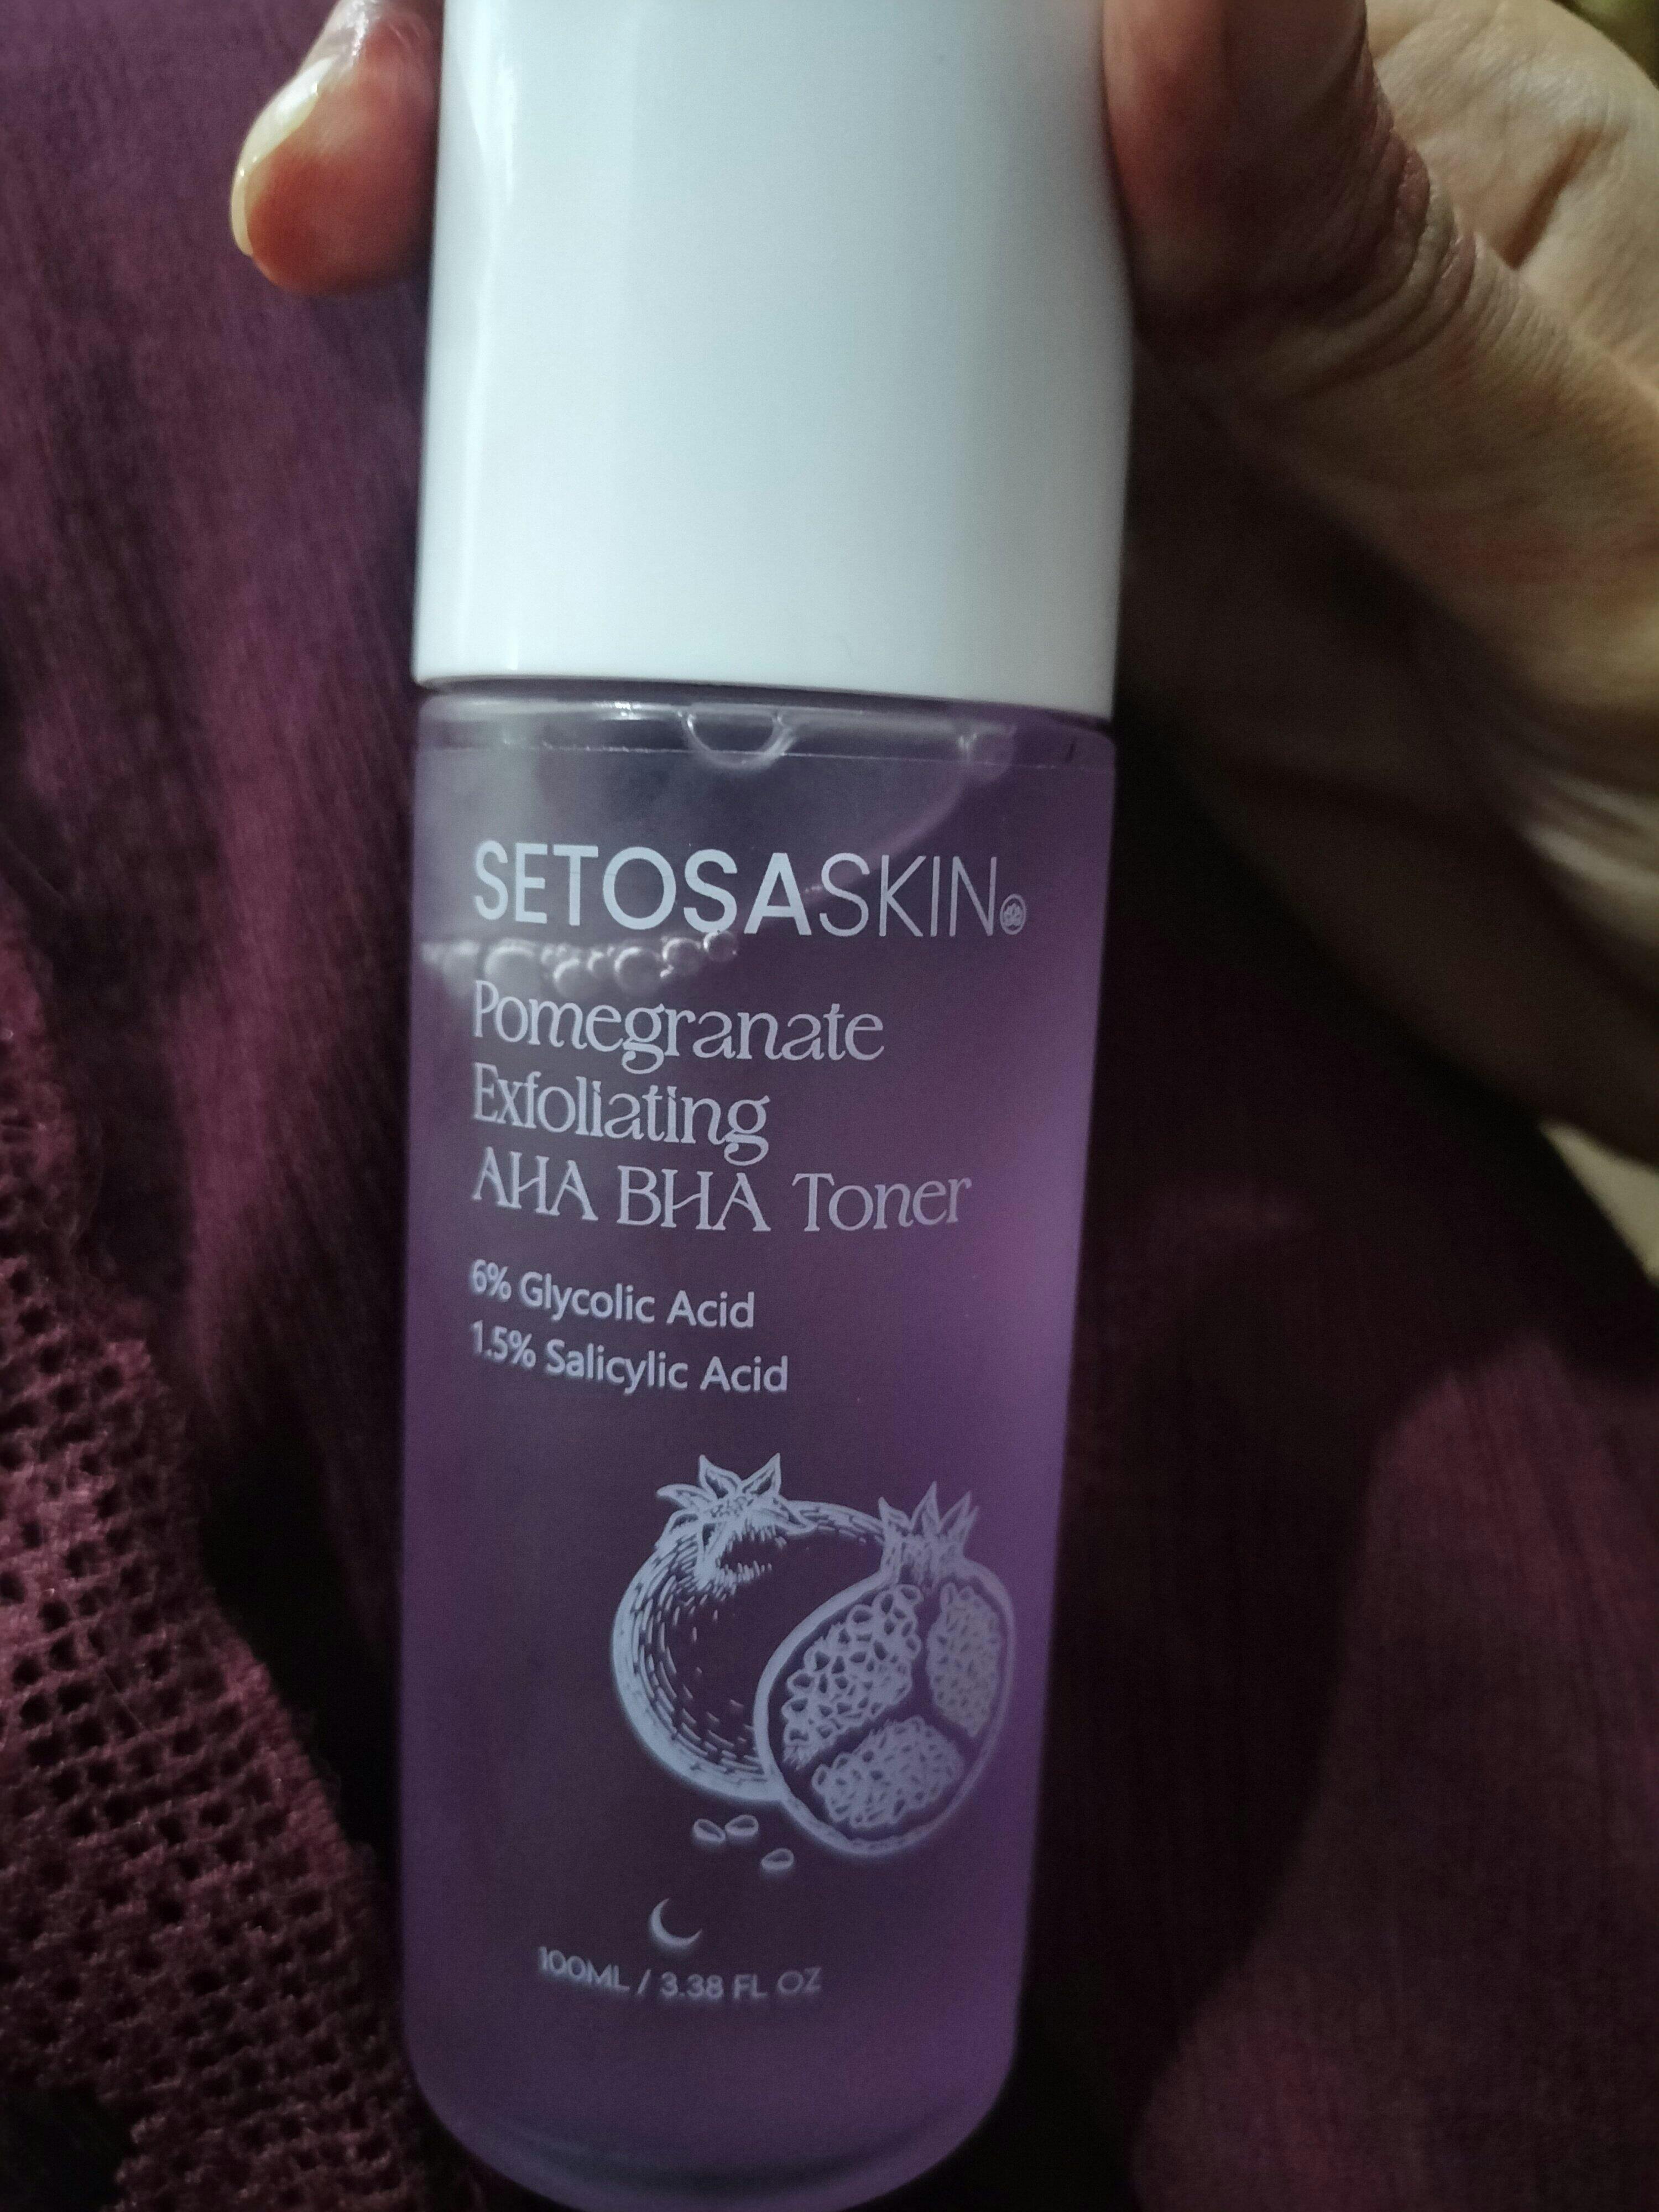 SETOSASKIN
Pomegranate
Exfoliating
AHA BHA Toner
6% Glycolic Acid
1.5% Salicylic Acid
100ML / 3.38 FL OZ